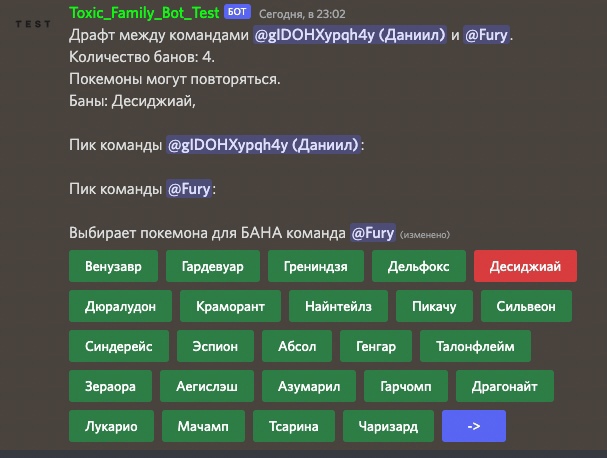 TEST
Toxic_Family_Bot_Test БОТ Сегодня, в 23:02
Драфт между командами @glDOHXypqh4y (Даниил) и @Fury.
Количество банов: 4.
Покемоны могут повторяться.
Баны: Десиджиай,
Пик команды @glDOHXypqh4y (Даниил):
Пик команды @Fury:
Выбирает покемона для БАНА команда @Fury (изменено)
Венузавр Гардевуар Грениндзя Дельфокс Десиджиай
Дюралудон Краморант Найнтейлз Пикачу Сильвеон
Синдерейс Эспион Абсол Генгар Талонфлейм
Зераора Аегислэш Азумарил Гарчомп Драгонайт
Лукарио Мачамп Тсарина Чаризард ->